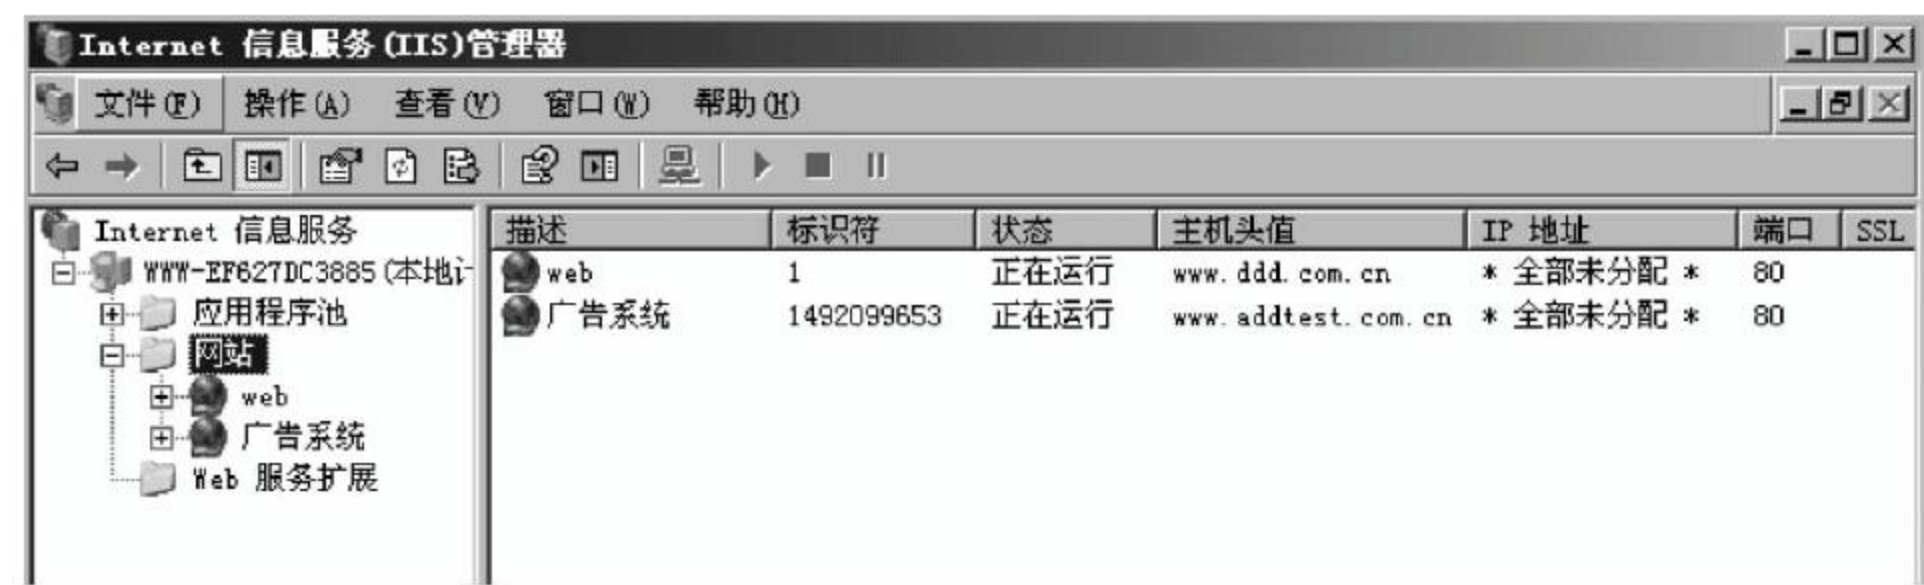 Internet 信息服务(IIS)管理器
文件(F) 操作(A) 查看(V) 窗口(W) 帮助(H)
Internet 信息服务
WWW-EF627DC3885(本地计
应用程序池
网站
web
广告系统
Web 服务扩展
描述 标识符 状态 主机头值 IP 地址 端口 SSL
web 1 正在运行 www.ddd.com.cn * 全部未分配 * 80
广告系统 1492099653 正在运行 www.addtest.com.cn * 全部未分配 * 80